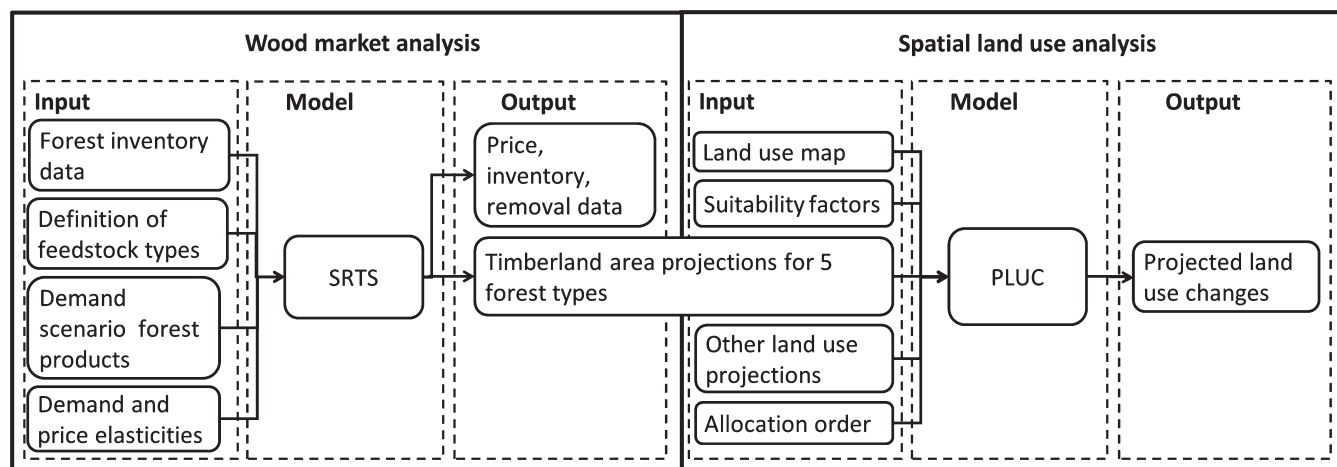 Wood market analysis
Input
Model
Output
Forest inventory
data
Definition of
feedstock types
Demand
scenario forest
products
Demand and
price elasticities
SRTS
Price,
inventory,
removal data
Timberland area projections for 5
forest types
Spatial land use analysis
Input
Model
Output
Land use map
Suitability factors
Other land use
projections
Allocation order
PLUC
Projected land
use changes